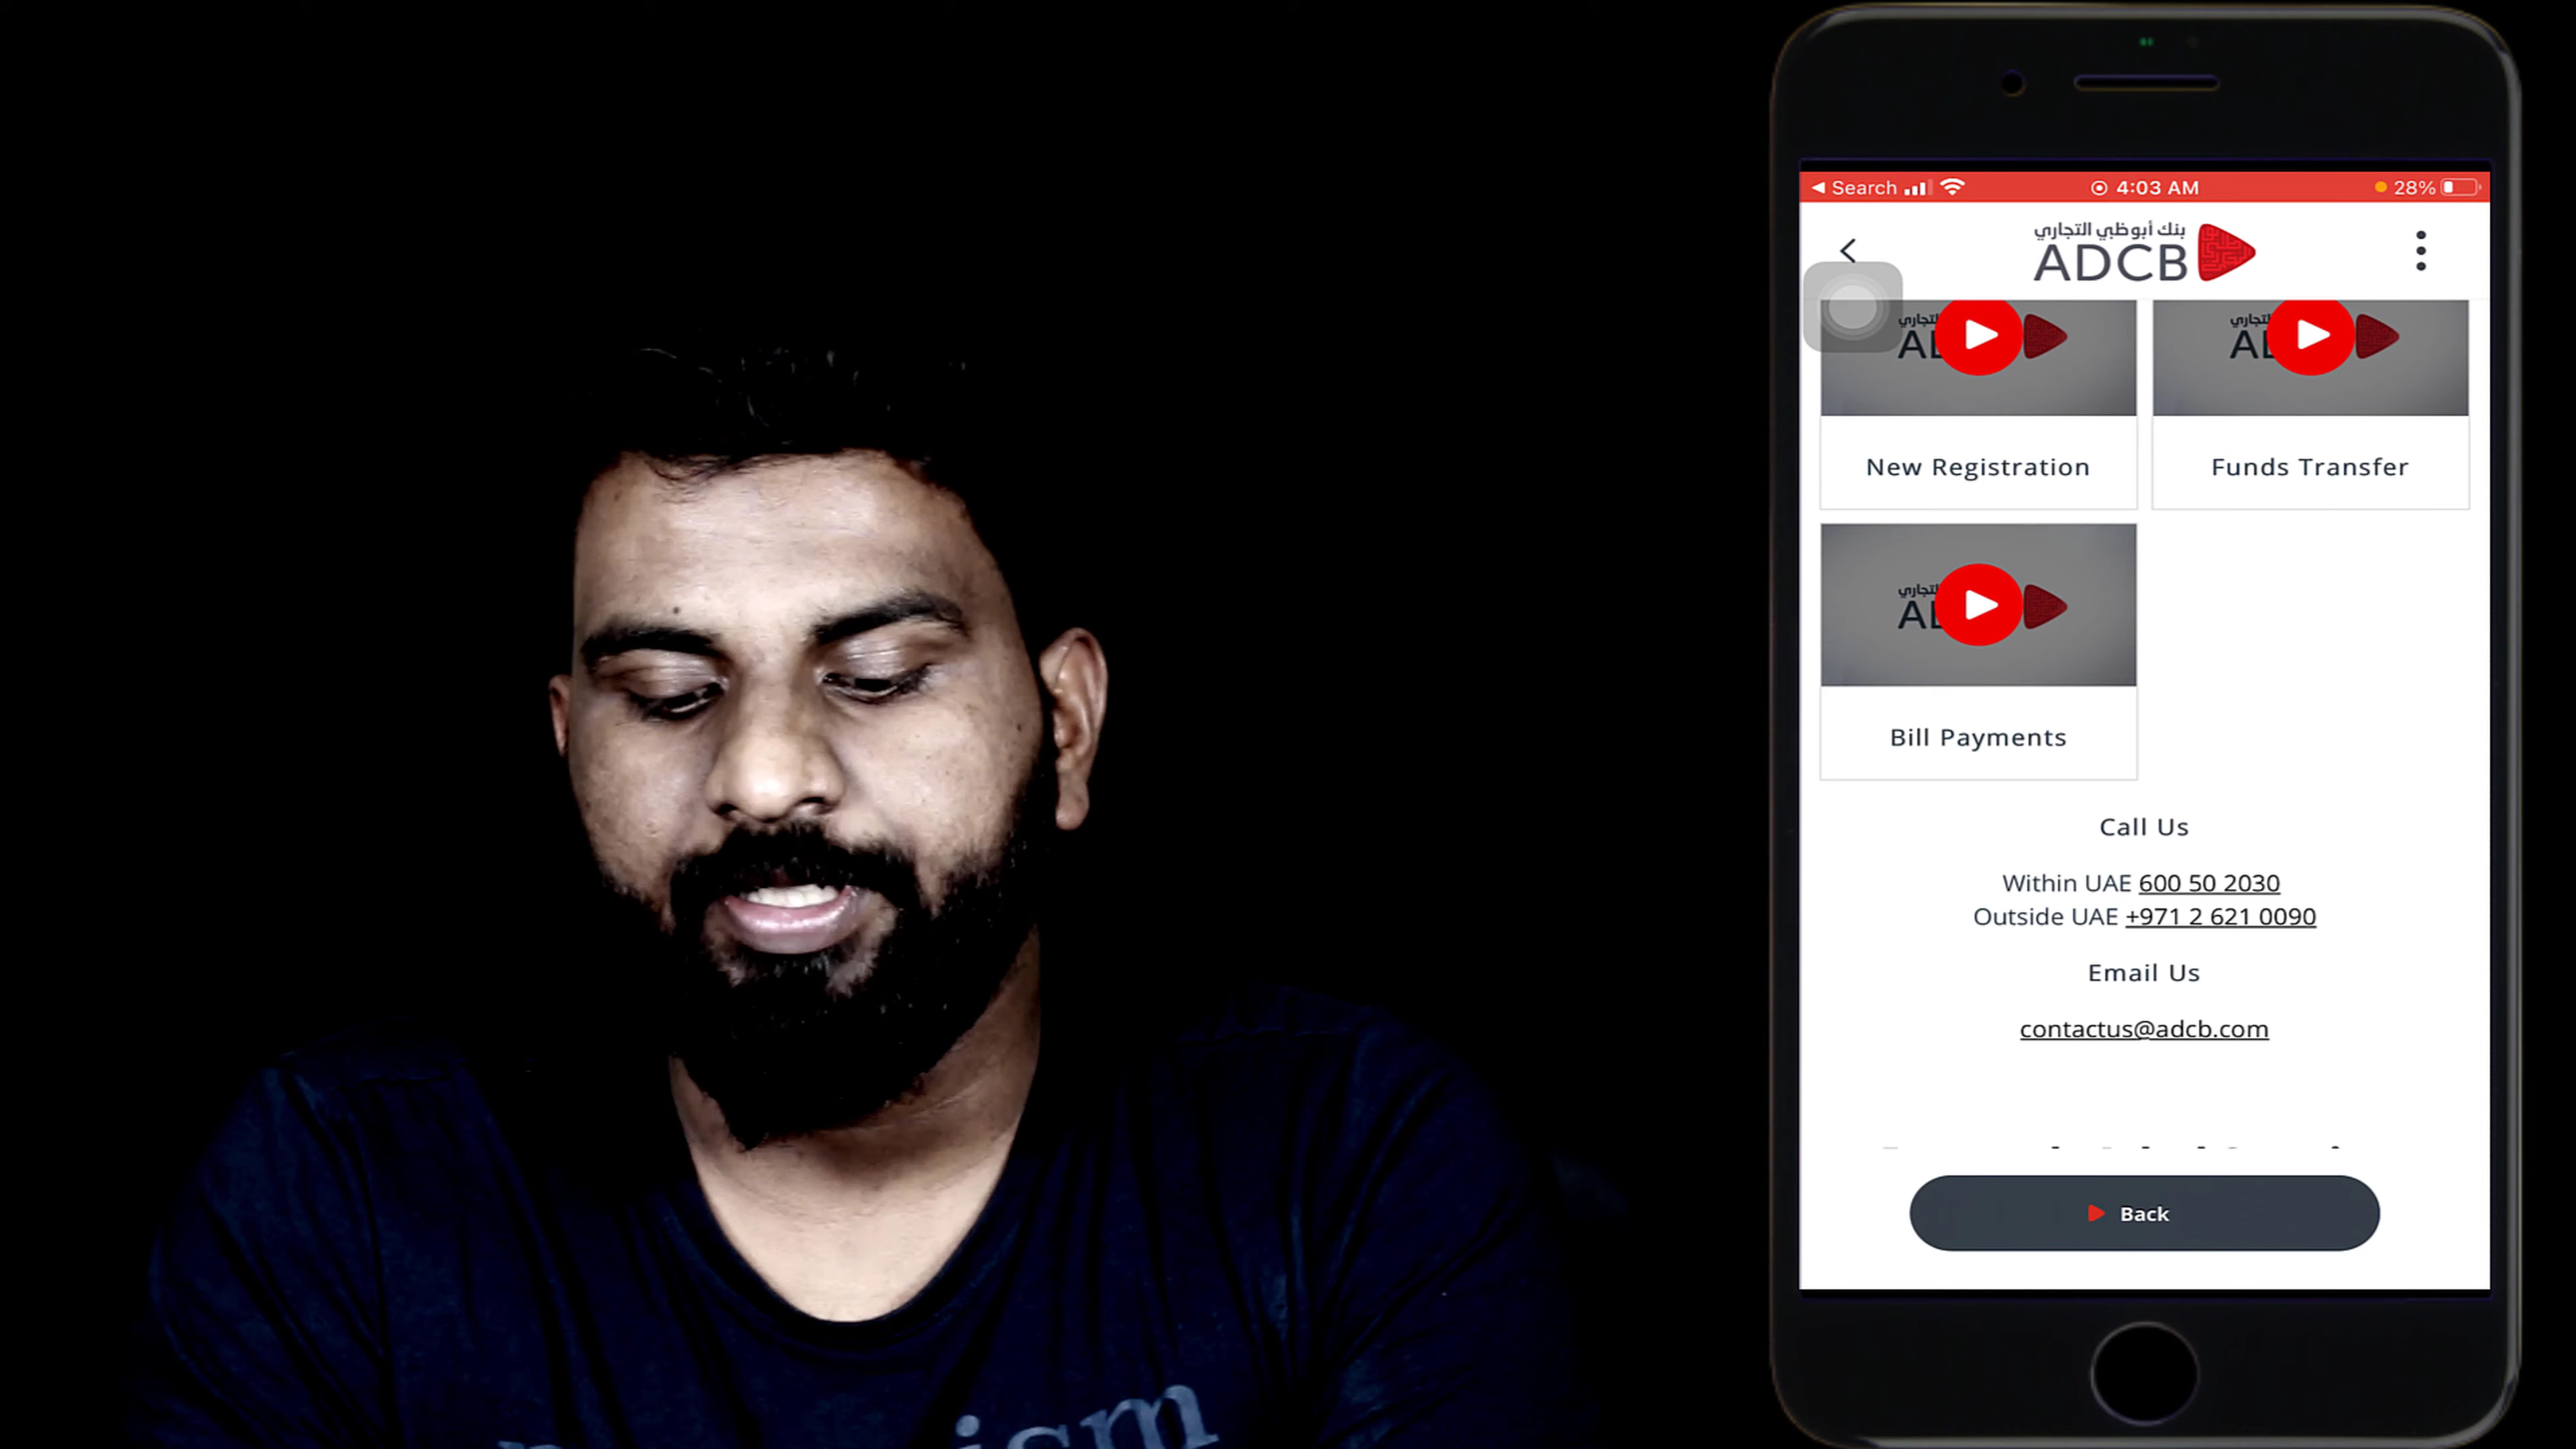 Search
4:03 AM
28%
بنك أبوظبي التجاري
ADCB
New Registration
Funds Transfer
Bill Payments
Call Us
Within UAE 600 50 2030
Outside UAE +971 2 621 0090
Email Us
contactus@adcb.com
Back